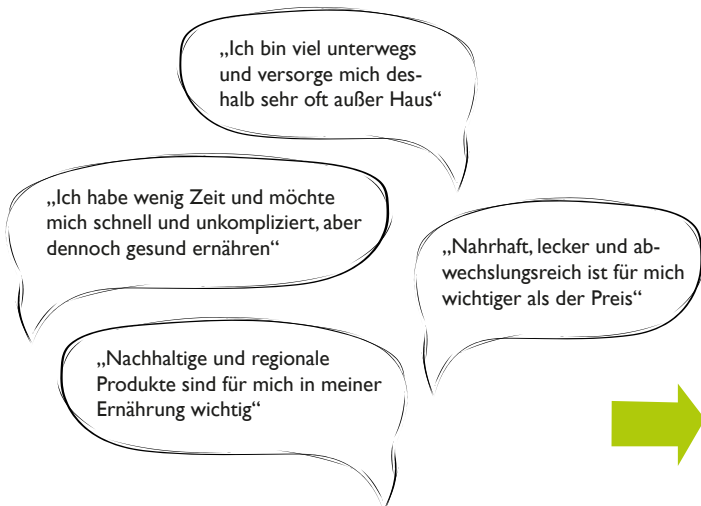 „Ich bin viel unterwegs
und versorge mich des-
halb sehr oft außer Haus“
„Ich habe wenig Zeit und möchte
mich schnell und unkompliziert, aber
dennoch gesund ernähren“
„Nahrhaft, lecker und ab-
wechslungsreich ist für mich
wichtiger als der Preis“
„Nachhaltige und regionale
Produkte sind für mich in meiner
Ernährung wichtig“